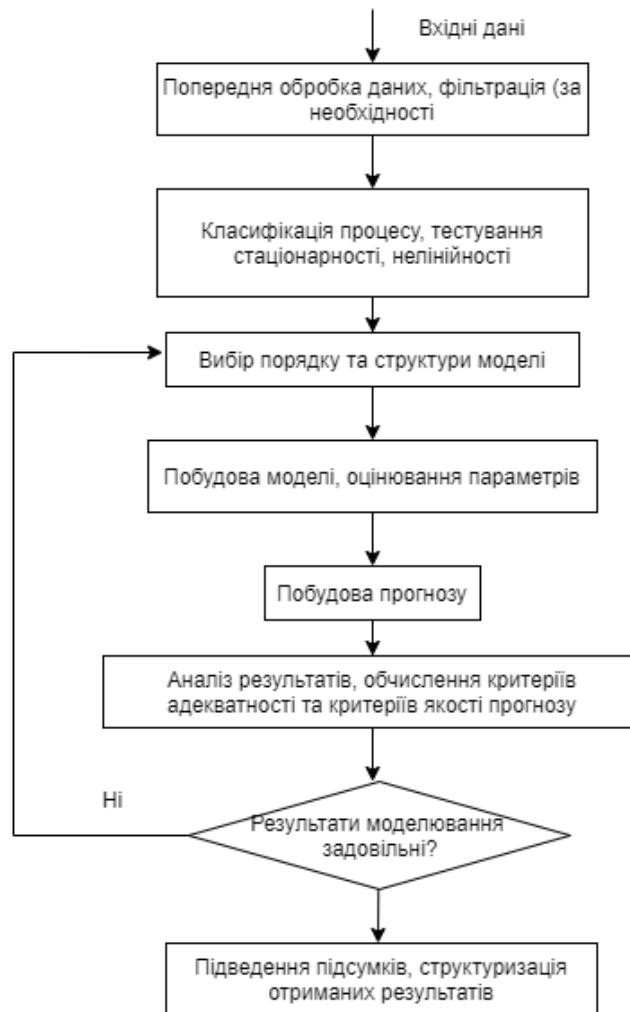 Вхідні дані
Попередня обробка даних, фільтрація (за
необхідності
Класифікація процесу, тестування
стаціонарності, нелінійності
Вибір порядку та структури моделі
Побудова моделі, оцінювання параметрів
Побудова прогнозу
Аналіз результатів, обчислення критеріїв
адекватності та критеріїв якості прогнозу
Ні
Результати моделювання
задовільні?
Підведення підсумків, структуризація
отриманих результатів